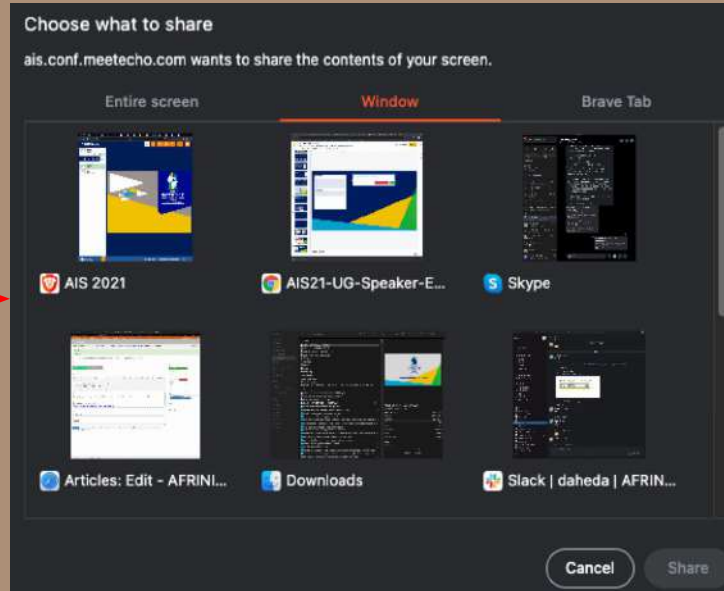 Choose what to share
ais.conf.meetecho.com wants to share the contents of your screen.
Entire screen Window Brave Tab
AIS 2021 AIS21-UG-Speaker-E... Skype
Articles: Edit - AFRINI... Downloads Slack | daheda | AFRIN...
Cancel Share